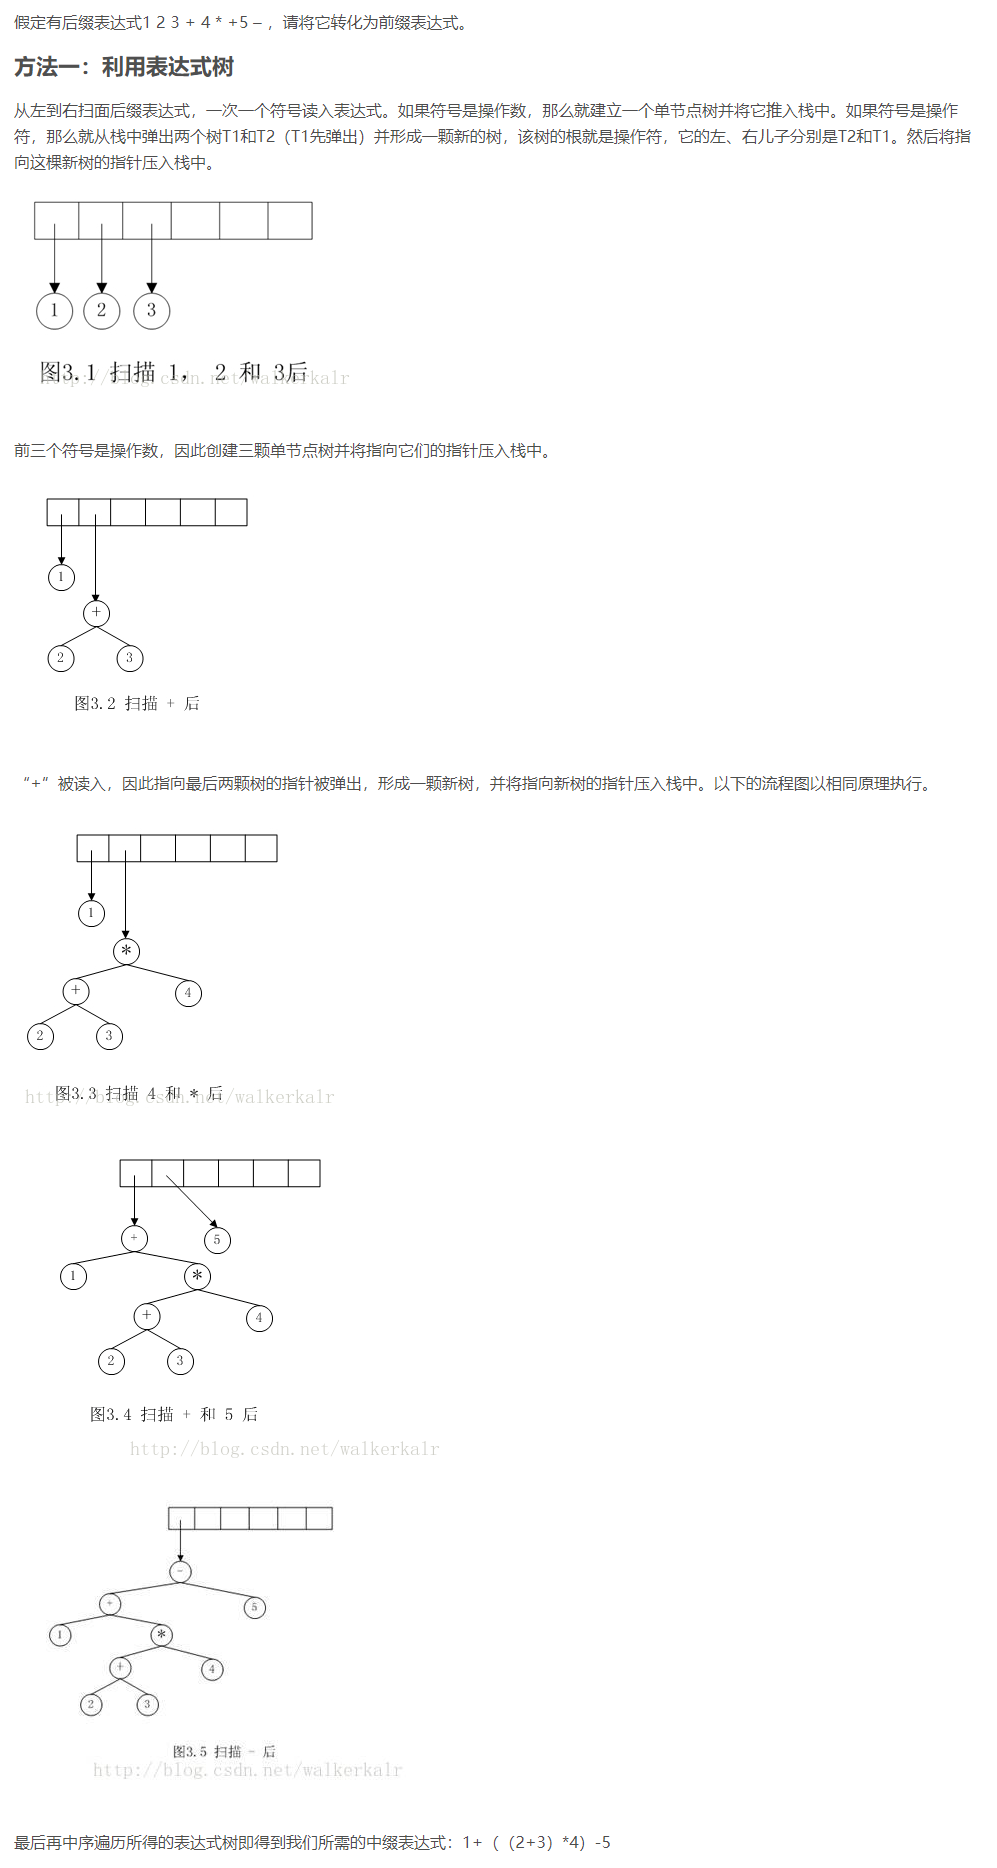 假定有后缀表达式1 2 3 + 4 * +5 – ，请将它转化为前缀表达式。
方法一：利用表达式树
从左到右扫面后缀表达式，一次一个符号读入表达式。如果符号是操作数，那么就建立一个单节点树并将它推入栈中。如果符号是操作
符，那么就从栈中弹出两个树T1和T2（T1先弹出）并形成一颗新的树，该树的根就是操作符，它的左、右儿子分别是T2和T1。然后将指
向这棵新树的指针压入栈中。
1 2 3
图3.1 扫描 1， 2 和 3后
http://blog.csdn.net/walkerkalr
前三个符号是操作数，因此创建三颗单节点树并将指向它们的指针压入栈中。
1
+
2 3
图3.2 扫描 + 后
“+”被读入，因此指向最后两颗树的指针被弹出，形成一颗新树，并将指向新树的指针压入栈中。以下的流程图以相同原理执行。
1
*
+ 4
2 3
图3.3 扫描 4 和 * 后
http://blog.csdn.net/walkerkalr
+ 5
1 *
+ 4
2 3
图3.4 扫描 + 和 5 后
http://blog.csdn.net/walkerkalr
-
+ 5
1 *
+ 4
2 3
图3.5 扫描 - 后
http://blog.csdn.net/walkerkalr
最后再中序遍历所得的表达式树即得到我们所需的中缀表达式：1+（（2+3）*4）-5